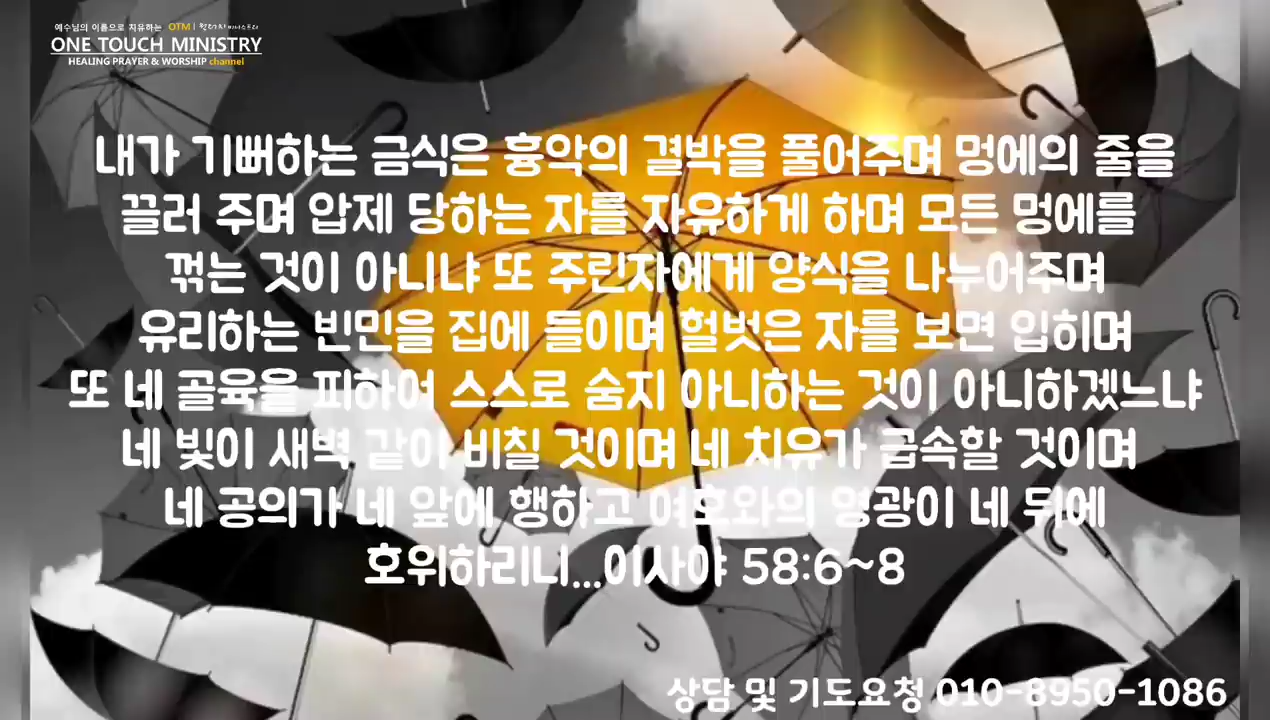 예수님의 이름으로 자유하는 OTM | 원터치 미니스트리
ONE TOUCH MINISTRY
HEALING PRAYER & WORSHIP channel
내가 기뻐하는 금식은 흉악의 결박을 풀어주며 멍에의 줄을
끌러 주며 압제 당하는 자를 자유하게 하며 모든 멍에를
꺾는 것이 아니냐 또 주린자에게 양식을 나누어주며
유리하는 빈민을 집에 들이며 헐벗은 자를 보면 입히며
또 네 골육을 피하여 스스로 숨지 아니하는 것이 아니하겠느냐
네 빛이 새벽 같이 비칠 것이며 네 치유가 급속할 것이며
네 공의가 네 앞에 행하고 여호와의 영광이 네 뒤에
호위하리니...이사야 58:6~8
상담 및 기도요청 010-8950-1086